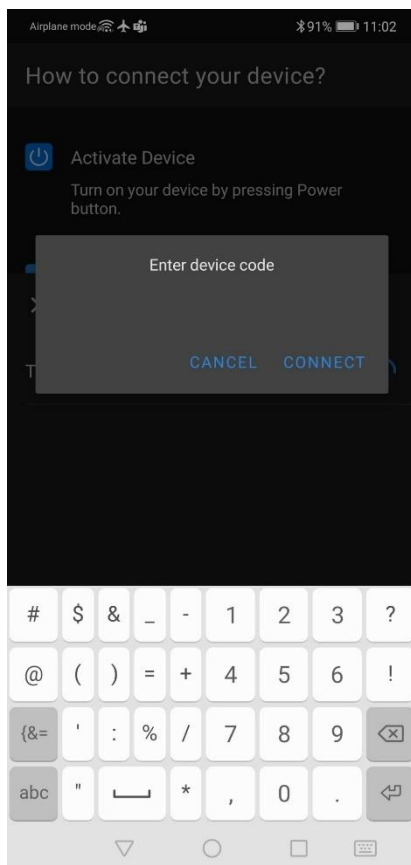 Airplane mode 91% 11:02
How to connect your device?
Activate Device
Turn on your device by pressing Power
button.
Enter device code
T
CANCEL CONNECT
# $ & _ - 1 2 3 ?
@ ( ) = + 4 5 6 !
{&= ' : % / 7 8 9
abc " * , 0 .